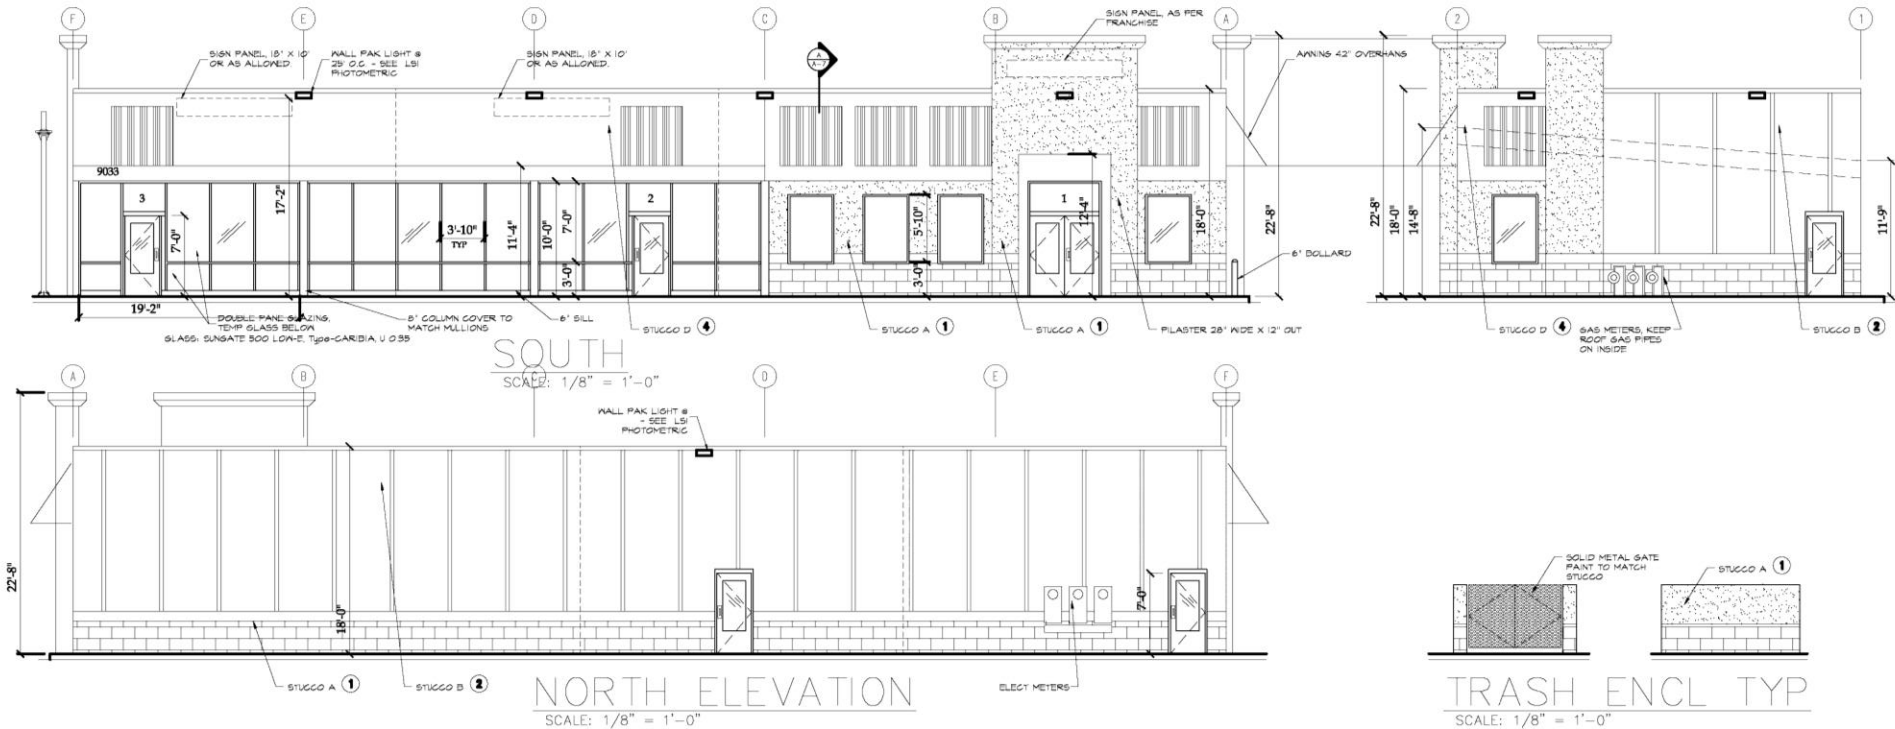 F
E
D
C
B
A
2
1
SIGN PANEL, AS PER
FRANCHISE
SIGN PANEL, 18" X 10'
OR AS ALLOWED.
WALL PAK LIGHT @
25' O.C. - SEE LSI
PHOTOMETRIC
SIGN PANEL, 18" X 10'
OR AS ALLOWED.
A
A-7
AWNING 42" OVERHANG
9033
3
2
1
2
17'-2"
7'-0"
3'-10"
TYP
11'-4"
10'-0"
7'-0"
3'-0"
5'-10"
3'-0"
12'-4"
18'-0"
22'-8"
22'-8"
18'-0"
14'-8"
11'-9"
6" BOLLARD
19'-2"
DOUBLE PANE GLAZING,
TEMP GLASS BELOW
GLASS: SUNGATE 500 LOW-E, Type-CARIBIA, U 0.35
8" COLUMN COVER TO
MATCH MULLIONS
6" SILL
STUCCO D 4
STUCCO A 1
STUCCO A 1
PILASTER 28" WIDE X 12" OUT
STUCCO D 4
GAS METERS, KEEP
ROOF GAS PIPES
ON INSIDE
STUCCO B 2
SOUTH
SCALE: 1/8" = 1'-0"
A
B
C
D
E
F
WALL PAK LIGHT @
- SEE LSI
PHOTOMETRIC
22'-8"
18'-0"
7'-0"
STUCCO A 1
STUCCO B 2
ELECT METERS
NORTH ELEVATION
SCALE: 1/8" = 1'-0"
SOLID METAL GATE
PAINT TO MATCH
STUCCO
STUCCO A 1
TRASH ENCL TYP
SCALE: 1/8" = 1'-0"